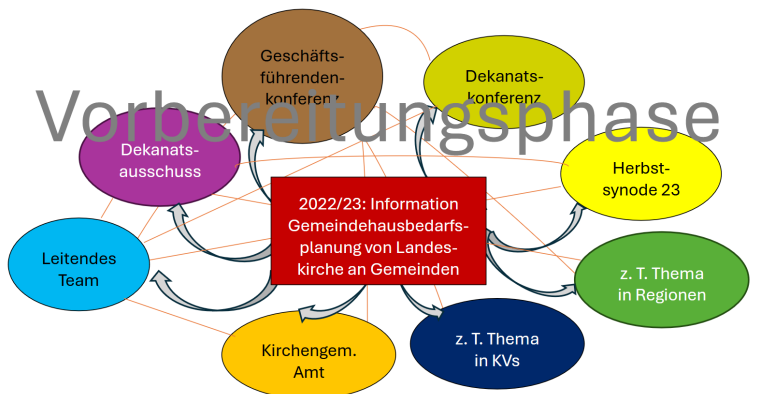 Vorbereitungsphase
Geschäfts-
führenden-
konferenz
Dekanats-
konferenz
Dekanats-
ausschuss
Herbst-
synode 23
2022/23: Information
Gemeindehausbedarfs-
planung von Landes-
kirche an Gemeinden
Leitendes
Team
z. T. Thema
in Regionen
Kirchengem.
Amt
z. T. Thema
in KVs